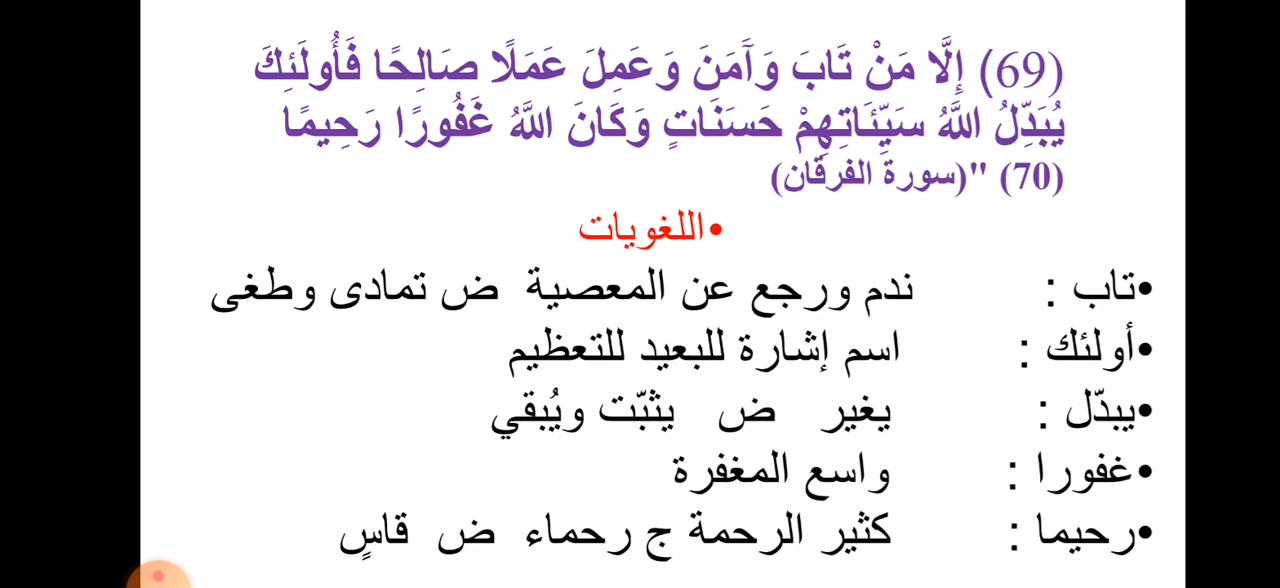 (69) إِلَّا مَنْ تَابَ وَآَمَنَ وَعَمِلَ عَمَلًا صَالِحًا فَأُولَئِكَ
يُبَدِّلُ اللَّهُ سَيِّئَاتِهِمْ حَسَنَاتٍ وَكَانَ اللَّهُ غَفُورًا رَحِيمًا
(70) "(سورة الفرقان)
•اللغويات
•تاب : ندم ورجع عن المعصية ض تمادى وطغى
•أولئك : اسم إشارة للبعيد للتعظيم
•يبدّل : يغير ض يثبّت ويُبقي
•غفورا : واسع المغفرة
•رحيما : كثير الرحمة ج رحماء ض قاسٍ